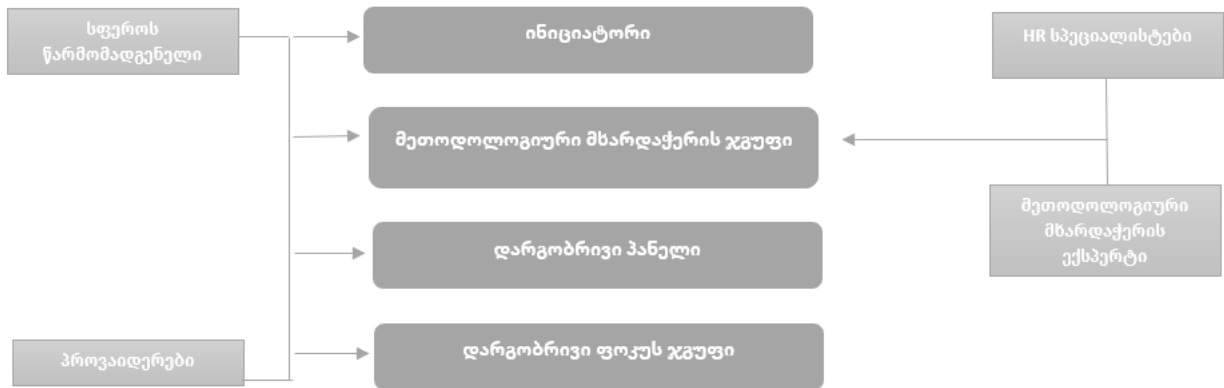 სფეროს
წარმომადგენელი
ინიციატორი
HR სპეციალისტები
მეთოდოლოგიური მხარდაჭერის ჯგუფი
მეთოდოლოგიური
მხარდაჭერის
ექსპერტი
დარგობრივი პანელი
პროვაიდერები
დარგობრივი ფოკუს ჯგუფი